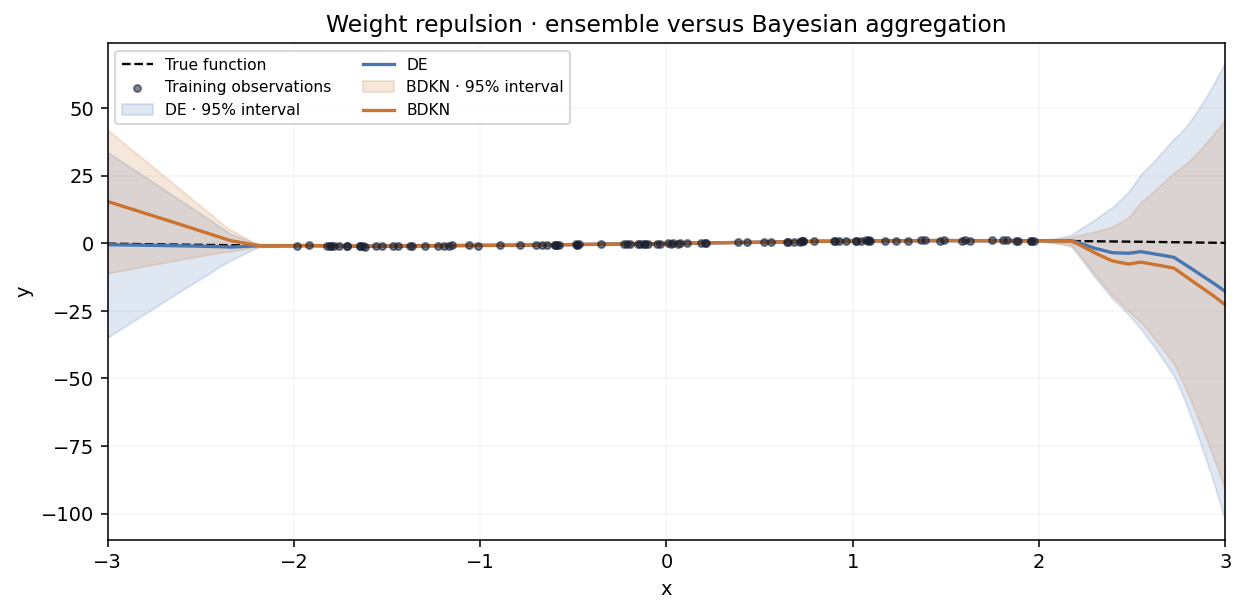 Weight repulsion · ensemble versus Bayesian aggregation
True function
Training observations
DE · 95% interval
DE
BDKN · 95% interval
BDKN
50
25
0
−25
−50
−75
−100
y
−3
−2
−1
0
1
2
3
x